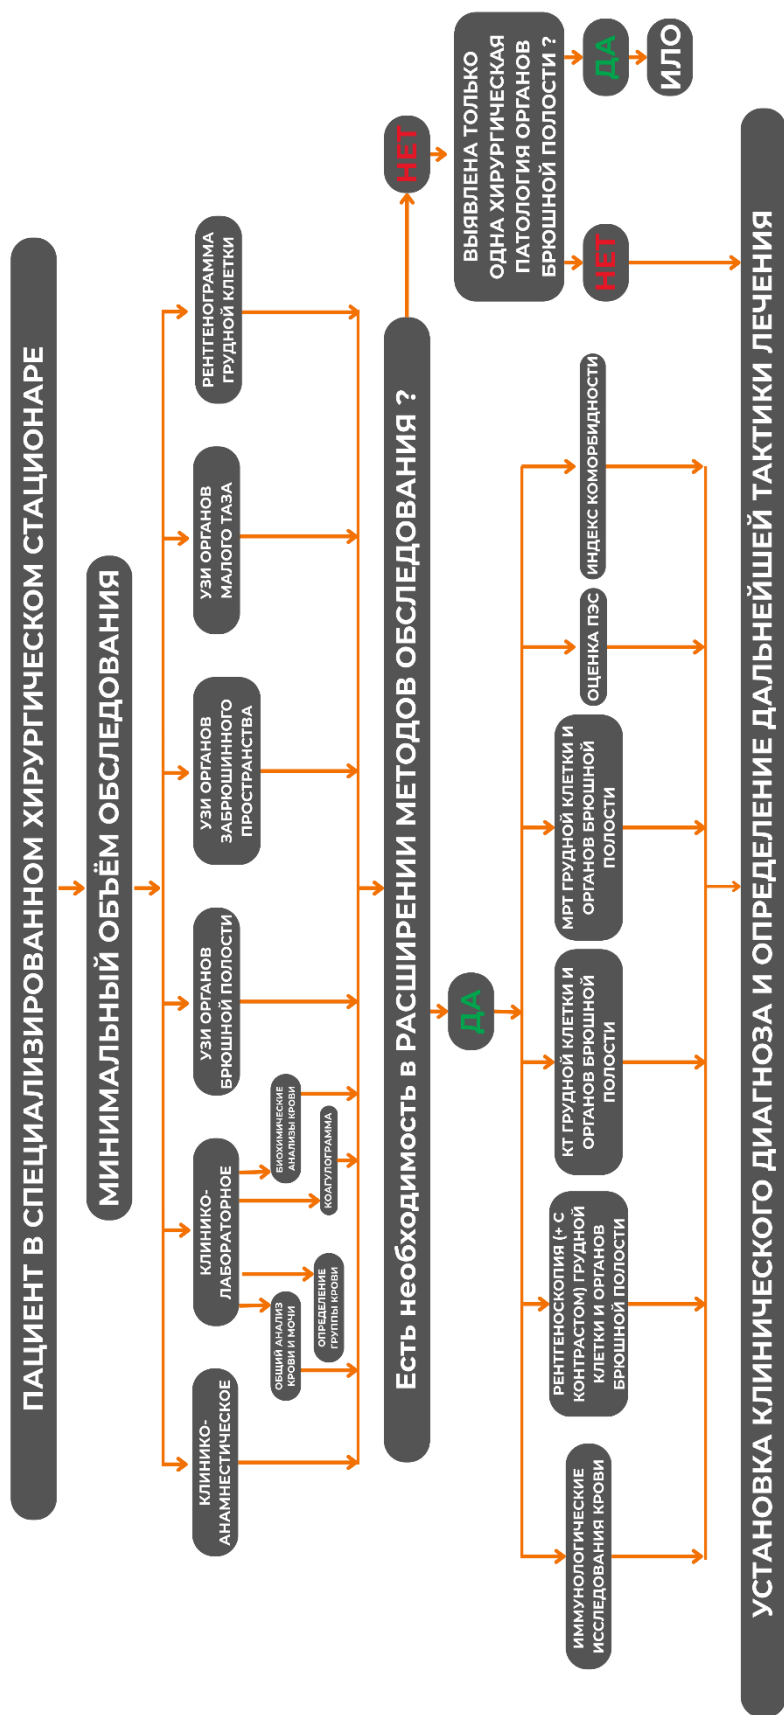 ПАЦИЕНТ В СПЕЦИАЛИЗИРОВАННОМ ХИРУРГИЧЕСКОМ СТАЦИОНАРЕ
МИНИМАЛЬНЫЙ ОБЪЁМ ОБСЛЕДОВАНИЯ
КЛИНИКО-
АНАМНЕСТИЧЕСКОЕ
КЛИНИКО-
ЛАБОРАТОРНОЕ
ОБЩИЙ АНАЛИЗ
КРОВИ И МОЧИ
ОПРЕДЕЛЕНИЕ
ГРУППЫ КРОВИ
КОАГУЛОГРАММА
БИОХИМИЧЕСКИЕ
АНАЛИЗЫ КРОВИ
УЗИ ОРГАНОВ
БРЮШНОЙ ПОЛОСТИ
УЗИ ОРГАНОВ
ЗАБРЮШИННОГО
ПРОСТРАНСТВА
УЗИ ОРГАНОВ
МАЛОГО ТАЗА
РЕНТГЕНОГРАММА
ГРУДНОЙ КЛЕТКИ
Есть необходимость в РАСШИРЕНИИ МЕТОДОВ ОБСЛЕДОВАНИЯ ?
НЕТ
ВЫЯВЛЕНА ТОЛЬКО
ОДНА ХИРУРГИЧЕСКАЯ
ПАТОЛОГИЯ ОРГАНОВ
БРЮШНОЙ ПОЛОСТИ ?
НЕТ
ДА
ИЛО
ДА
ИММУНОЛОГИЧЕСКИЕ
ИССЛЕДОВАНИЯ КРОВИ
РЕНТГЕНОСКОПИЯ (+ С
КОНТРАСТОМ) ГРУДНОЙ
КЛЕТКИ И ОРГАНОВ
БРЮШНОЙ ПОЛОСТИ
КТ ГРУДНОЙ КЛЕТКИ И
ОРГАНОВ БРЮШНОЙ
ПОЛОСТИ
МРТ ГРУДНОЙ КЛЕТКИ И
ОРГАНОВ БРЮШНОЙ
ПОЛОСТИ
ОЦЕНКА ПЭС
ИНДЕКС КОМОРБИДНОСТИ
УСТАНОВКА КЛИНИЧЕСКОГО ДИАГНОЗА И ОПРЕДЕЛЕНИЕ ДАЛЬНЕЙШЕЙ ТАКТИКИ ЛЕЧЕНИЯ